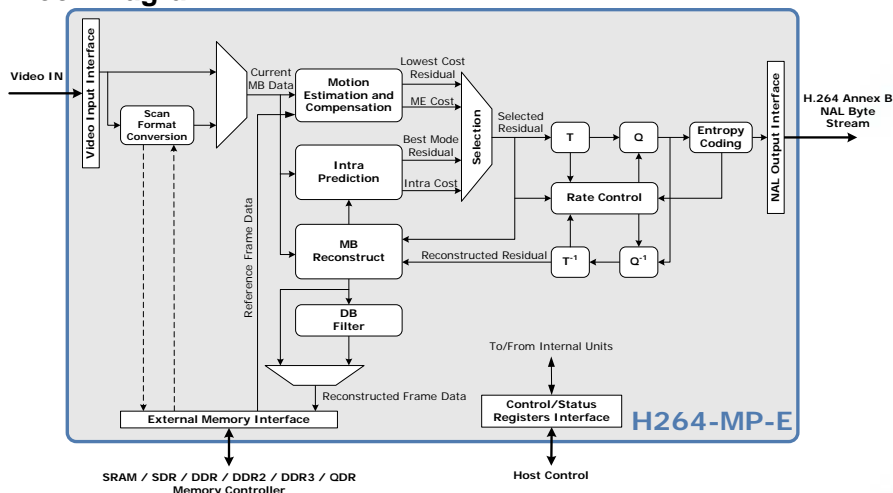 Video IN
Video Input Interface
Scan
Format
Conversion
Current
MB Data
Motion
Estimation and
Compensation
Lowest Cost
Residual
ME Cost
Intra
Prediction
Best Mode
Residual
Intra Cost
Selection
Selected
Residual
T
Q
Entropy
Coding
NAL Output Interface
H.264 Annex B
NAL Byte
Stream
Rate Control
MB
Reconstruct
Reconstructed Residual
T-1
Q-1
Reference Frame Data
DB
Filter
Reconstructed Frame Data
External Memory Interface
To/From Internal Units
Control/Status
Registers Interface
H264-MP-E
SRAM / SDR / DDR / DDR2 / DDR3 / QDR
Memory Controller
Host Control